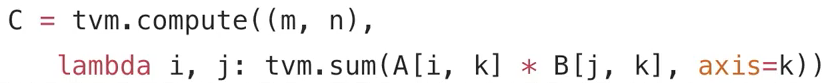 C = tvm.compute((m, n),
lambda i, j: tvm.sum(A[i, k] * B[j, k], axis=k))